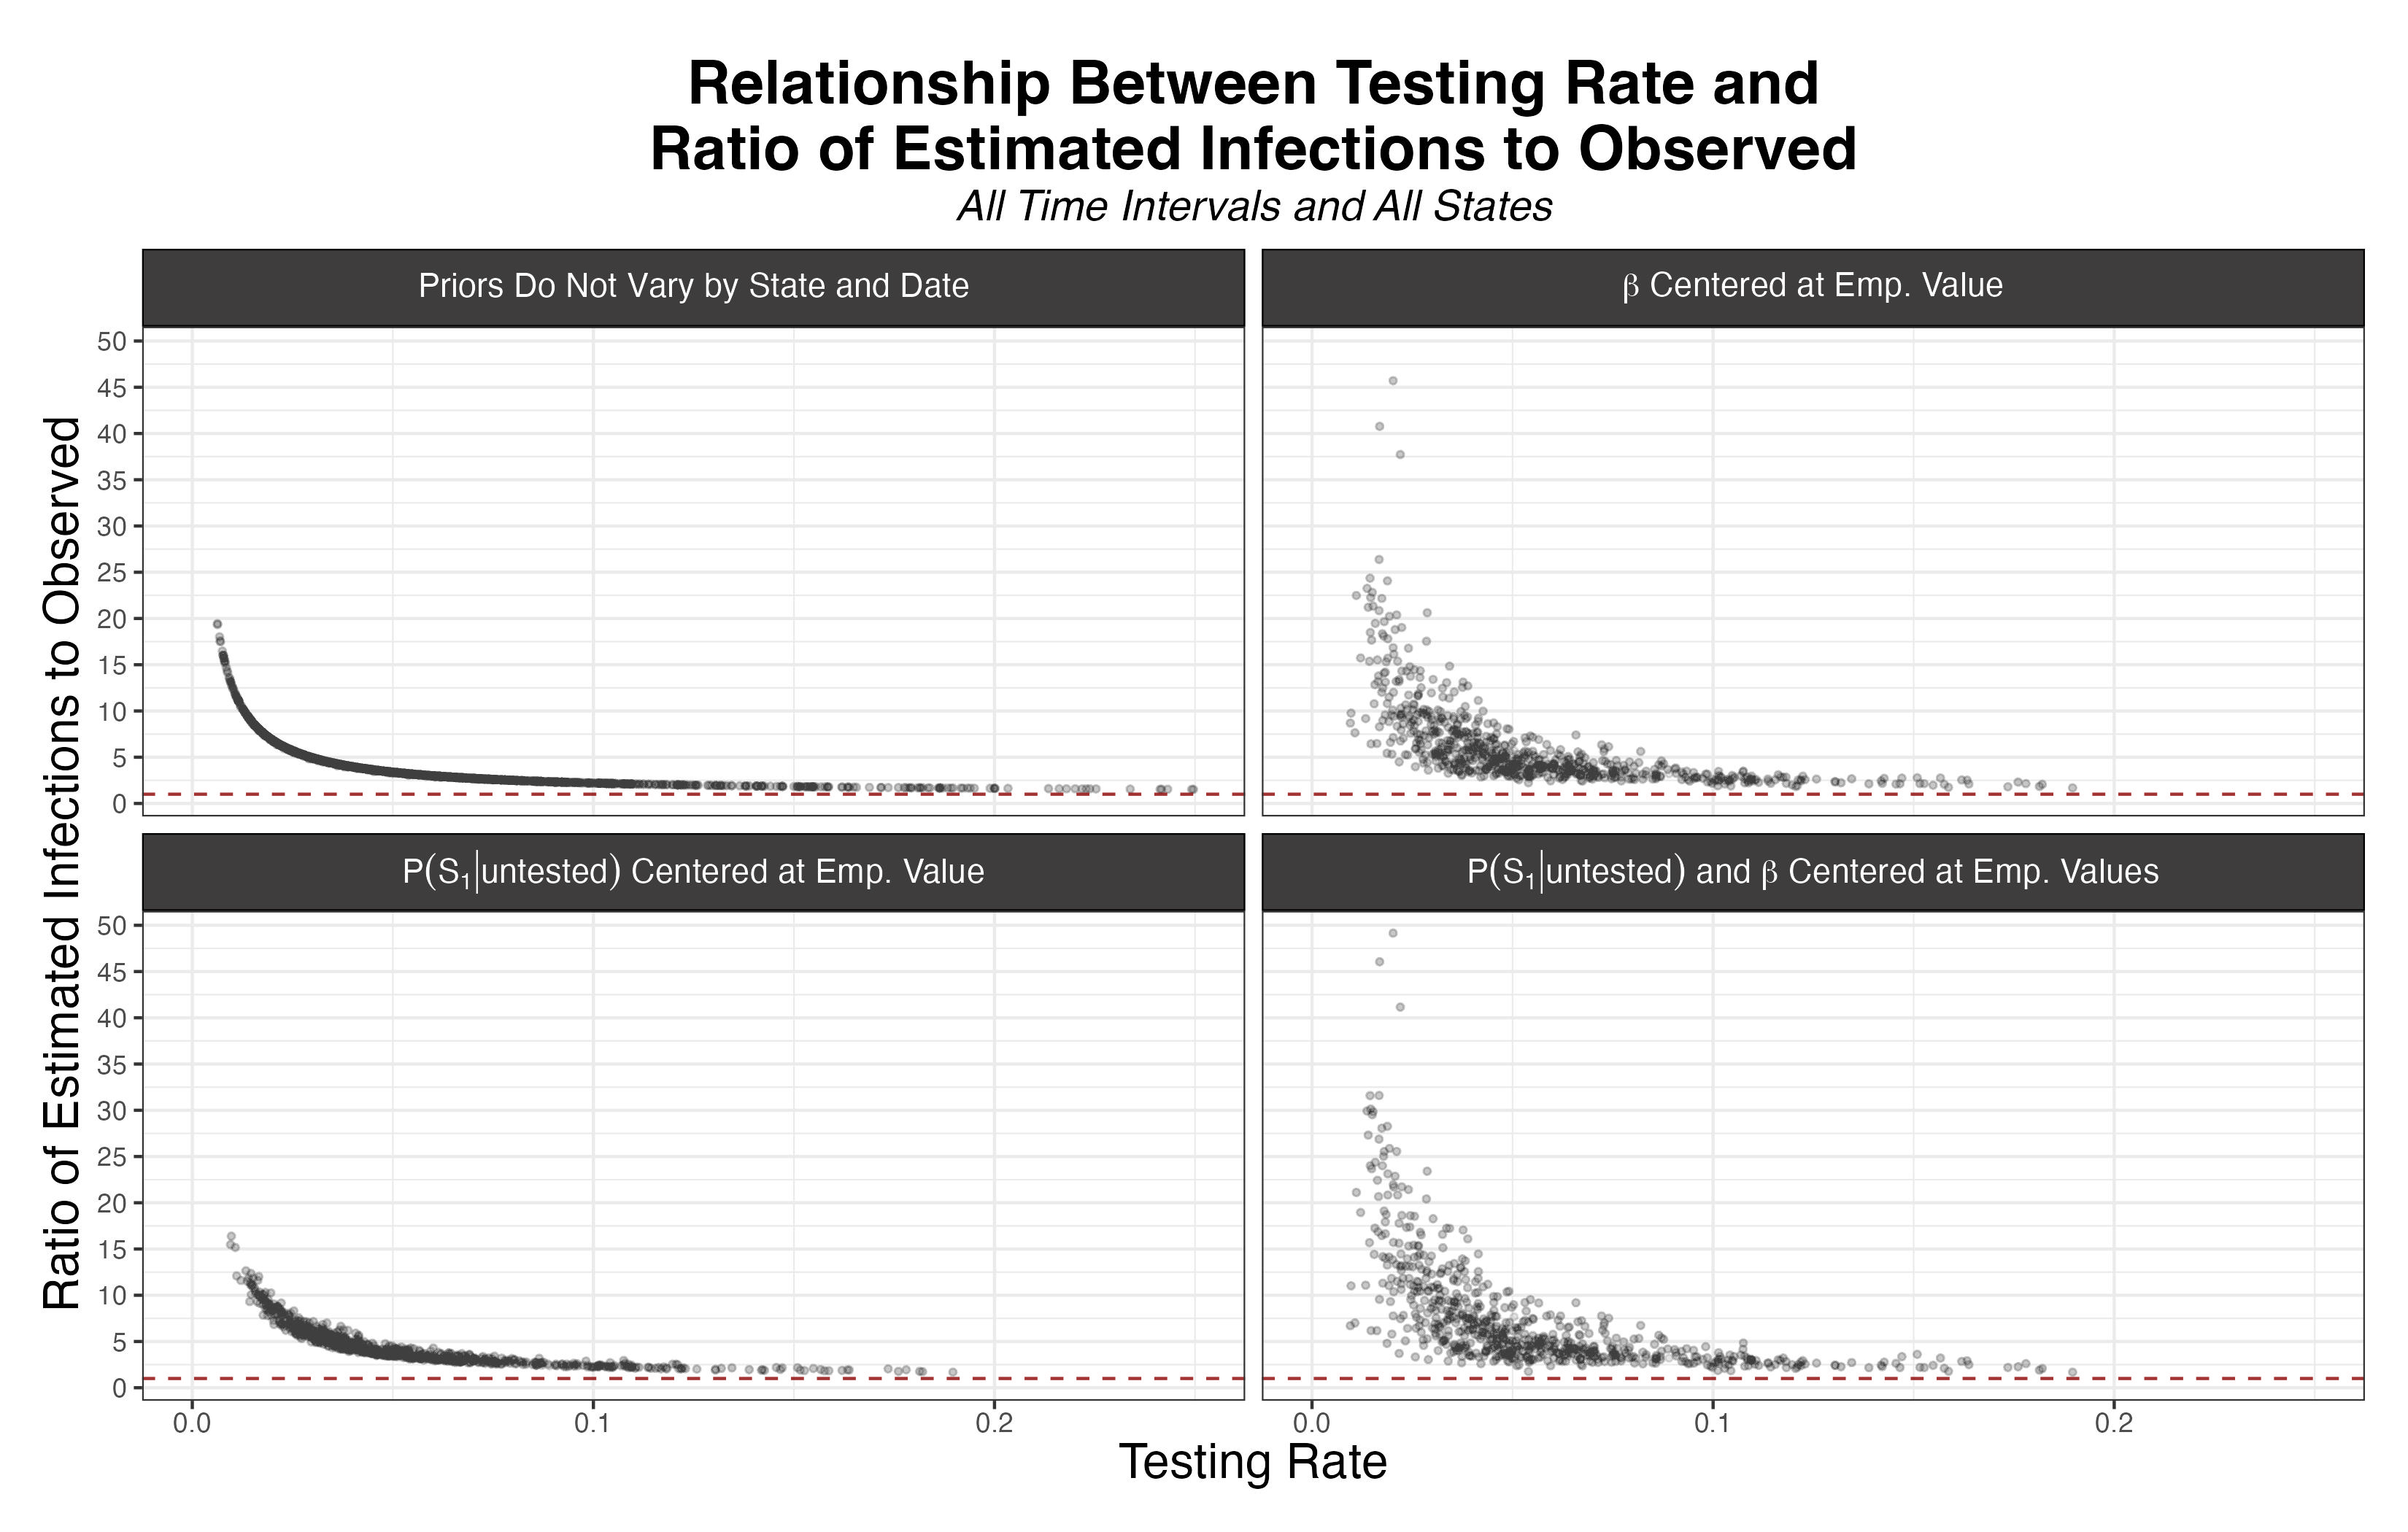 Relationship Between Testing Rate and
Ratio of Estimated Infections to Observed
All Time Intervals and All States
Priors Do Not Vary by State and Date
β Centered at Emp. Value
50
45
40
35
30
25
20
15
10
5
0
P(S₁|untested) Centered at Emp. Value
P(S₁|untested) and β Centered at Emp. Values
50
45
40
35
30
25
20
15
10
5
0
0.0 0.1 0.2
0.0 0.1 0.2
Ratio of Estimated Infections to Observed
Testing Rate